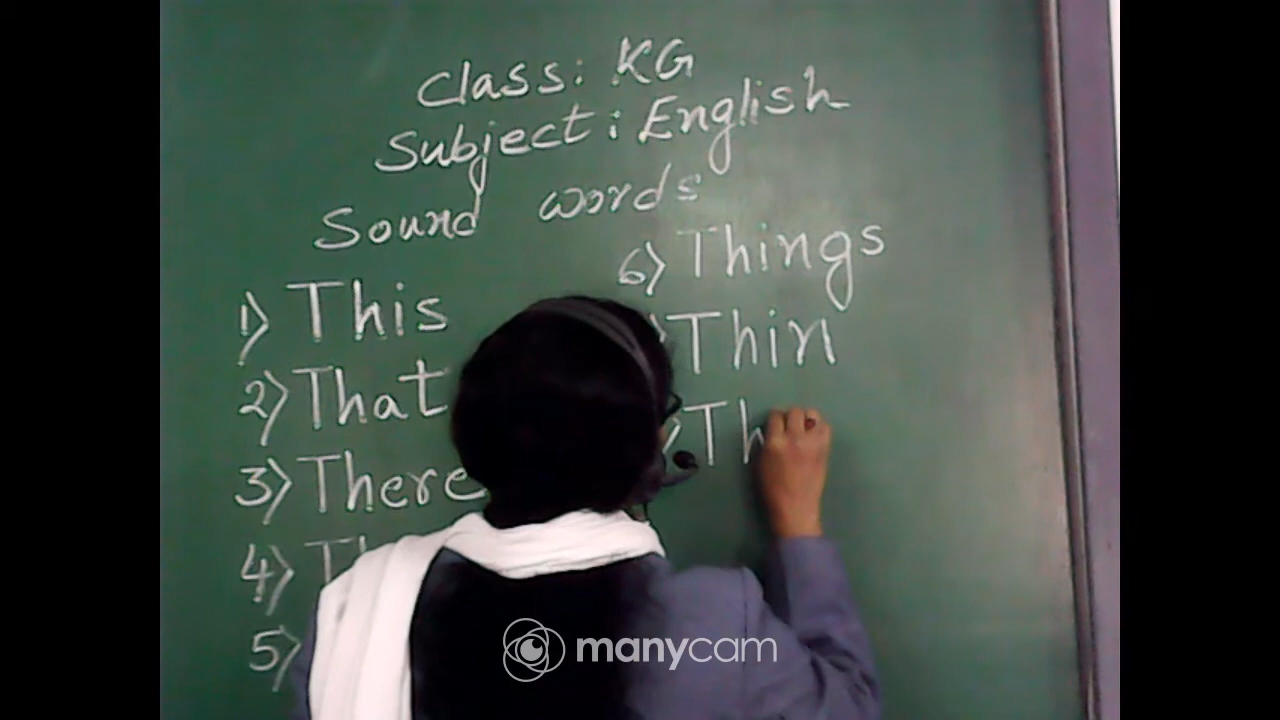 Class: KG
Subject: English
Sound words
1) This
2) That
3) There
4) Th
5)
6) Things
) Thin
) Th
manycam